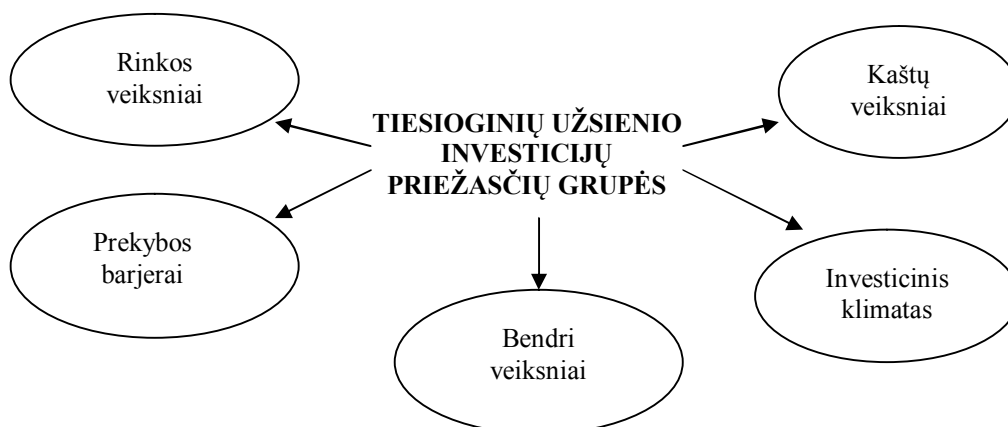 Rinkos
veiksniai
Kaštų
veiksniai
TIESIOGINIŲ UŽSIENIO
INVESTICIJŲ
PRIEŽASČIŲ GRUPĖS
Prekybos
barjerai
Investicinis
klimatas
Bendri
veiksniai